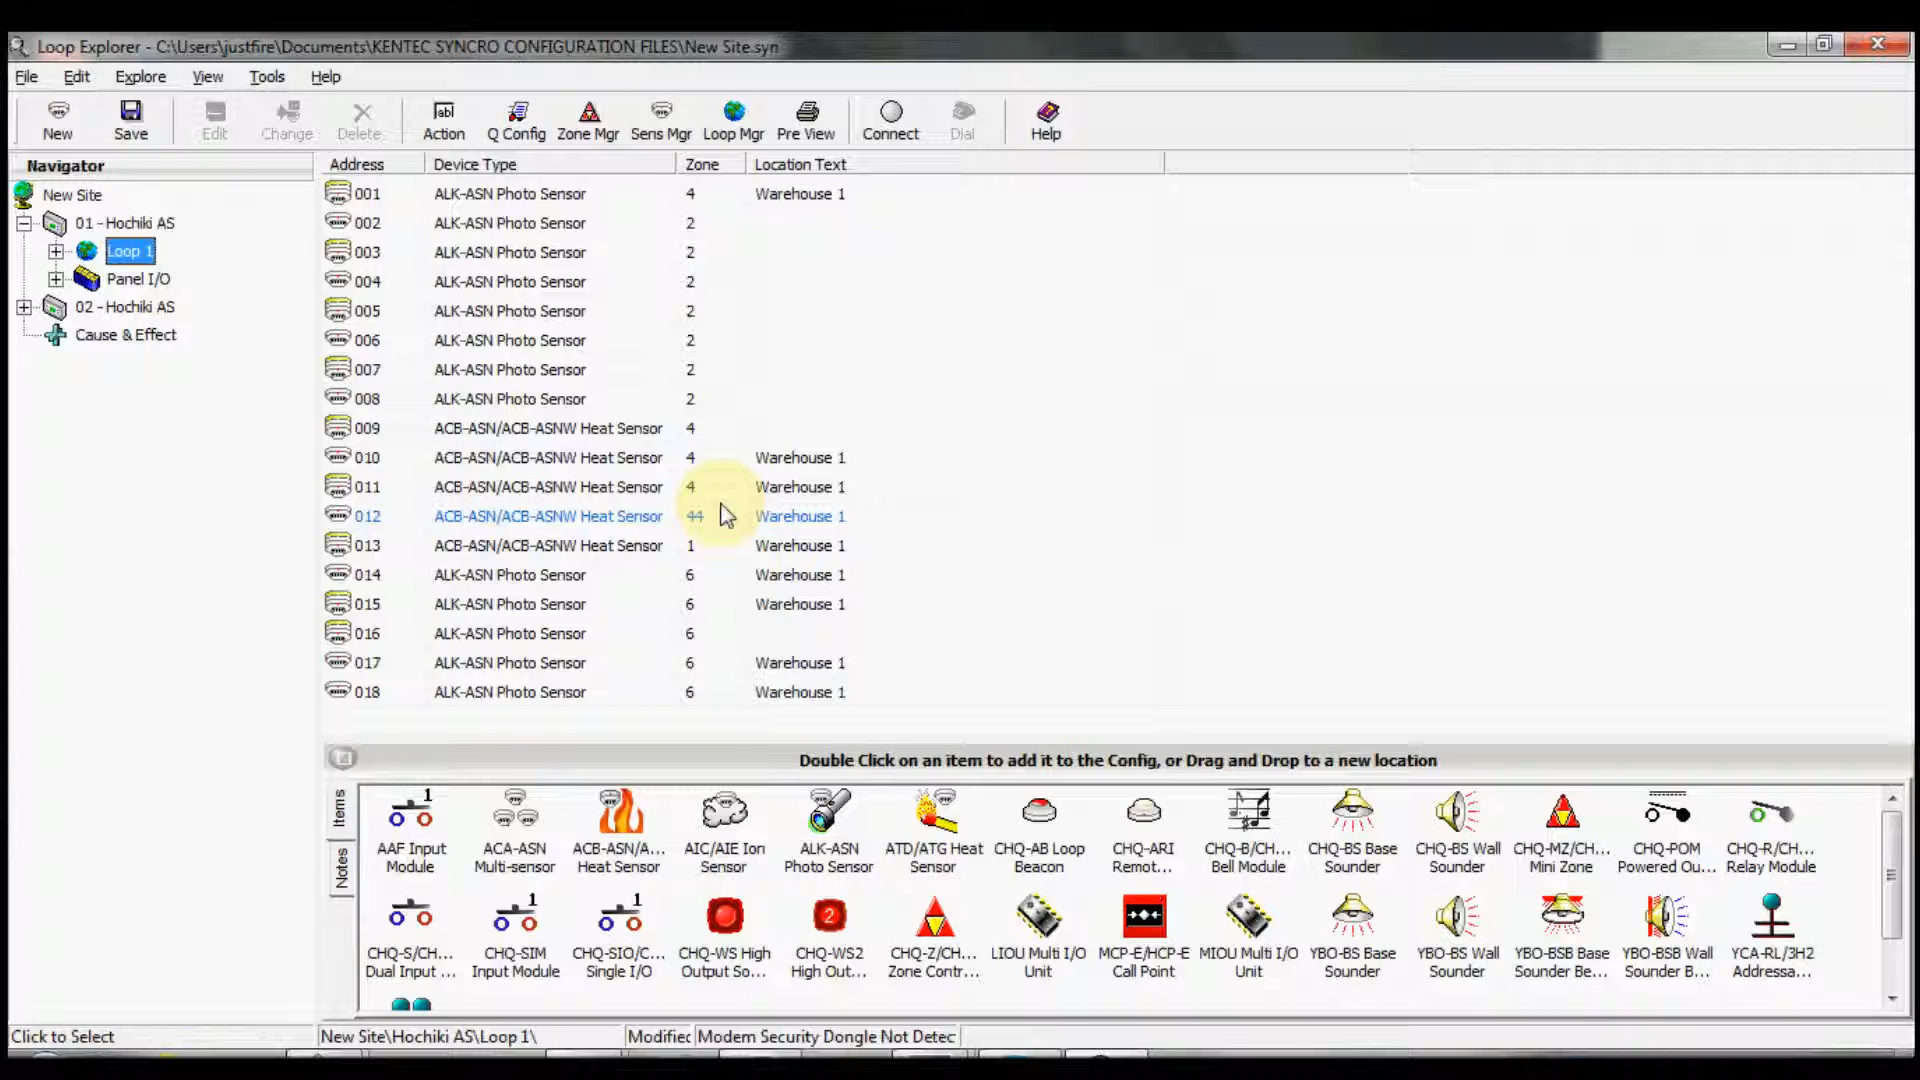 Loop Explorer - C:\Users\justfire\Documents\KENTEC SYNCRO CONFIGURATION FILES\New Site.syn
File Edit Explore View Tools Help
New Save Edit Change Delete Action Q Config Zone Mgr Sens Mgr Loop Mgr Pre View Connect Dial Help
Navigator
New Site
01 - Hochiki AS
Loop 1
Panel I/O
02 - Hochiki AS
Cause & Effect
Address Device Type Zone Location Text
001 ALK-ASN Photo Sensor 4 Warehouse 1
002 ALK-ASN Photo Sensor 2
003 ALK-ASN Photo Sensor 2
004 ALK-ASN Photo Sensor 2
005 ALK-ASN Photo Sensor 2
006 ALK-ASN Photo Sensor 2
007 ALK-ASN Photo Sensor 2
008 ALK-ASN Photo Sensor 2
009 ACB-ASN/ACB-ASNW Heat Sensor 4
010 ACB-ASN/ACB-ASNW Heat Sensor 4 Warehouse 1
011 ACB-ASN/ACB-ASNW Heat Sensor 4 Warehouse 1
012 ACB-ASN/ACB-ASNW Heat Sensor 44 Warehouse 1
013 ACB-ASN/ACB-ASNW Heat Sensor 1 Warehouse 1
014 ALK-ASN Photo Sensor 6 Warehouse 1
015 ALK-ASN Photo Sensor 6 Warehouse 1
016 ALK-ASN Photo Sensor 6
017 ALK-ASN Photo Sensor 6 Warehouse 1
018 ALK-ASN Photo Sensor 6 Warehouse 1
Double Click on an item to add it to the Config, or Drag and Drop to a new location
Items
Notes
1
AAF Input ACA-ASN ACB-ASN/A... AIC/AIE Ion ALK-ASN ATD/ATG Heat CHQ-AB Loop CHQ-ARI CHQ-B/CH... CHQ-BS Base CHQ-BS Wall CHQ-MZ/CH... CHQ-POM CHQ-R/CH...
Module Multi-sensor Heat Sensor Sensor Photo Sensor Sensor Beacon Remot... Bell Module Sounder Sounder Mini Zone Powered Ou... Relay Module
1 1 2
CHQ-S/CH... CHQ-SIM CHQ-SIO/C... CHQ-WS High CHQ-WS2 CHQ-Z/CH... LIOU Multi I/O MCP-E/HCP-E MIOU Multi I/O YBO-BS Base YBO-BS Wall YBO-BSB Base YBO-BSB Wall YCA-RL/3H2
Dual Input ... Input Module Single I/O Output So... High Out... Zone Contr... Unit Call Point Unit Sounder Sounder Sounder Be... Sounder B... Addressa...
Click to Select New Site\Hochiki AS\Loop 1\ Modified Modem Security Dongle Not Detec